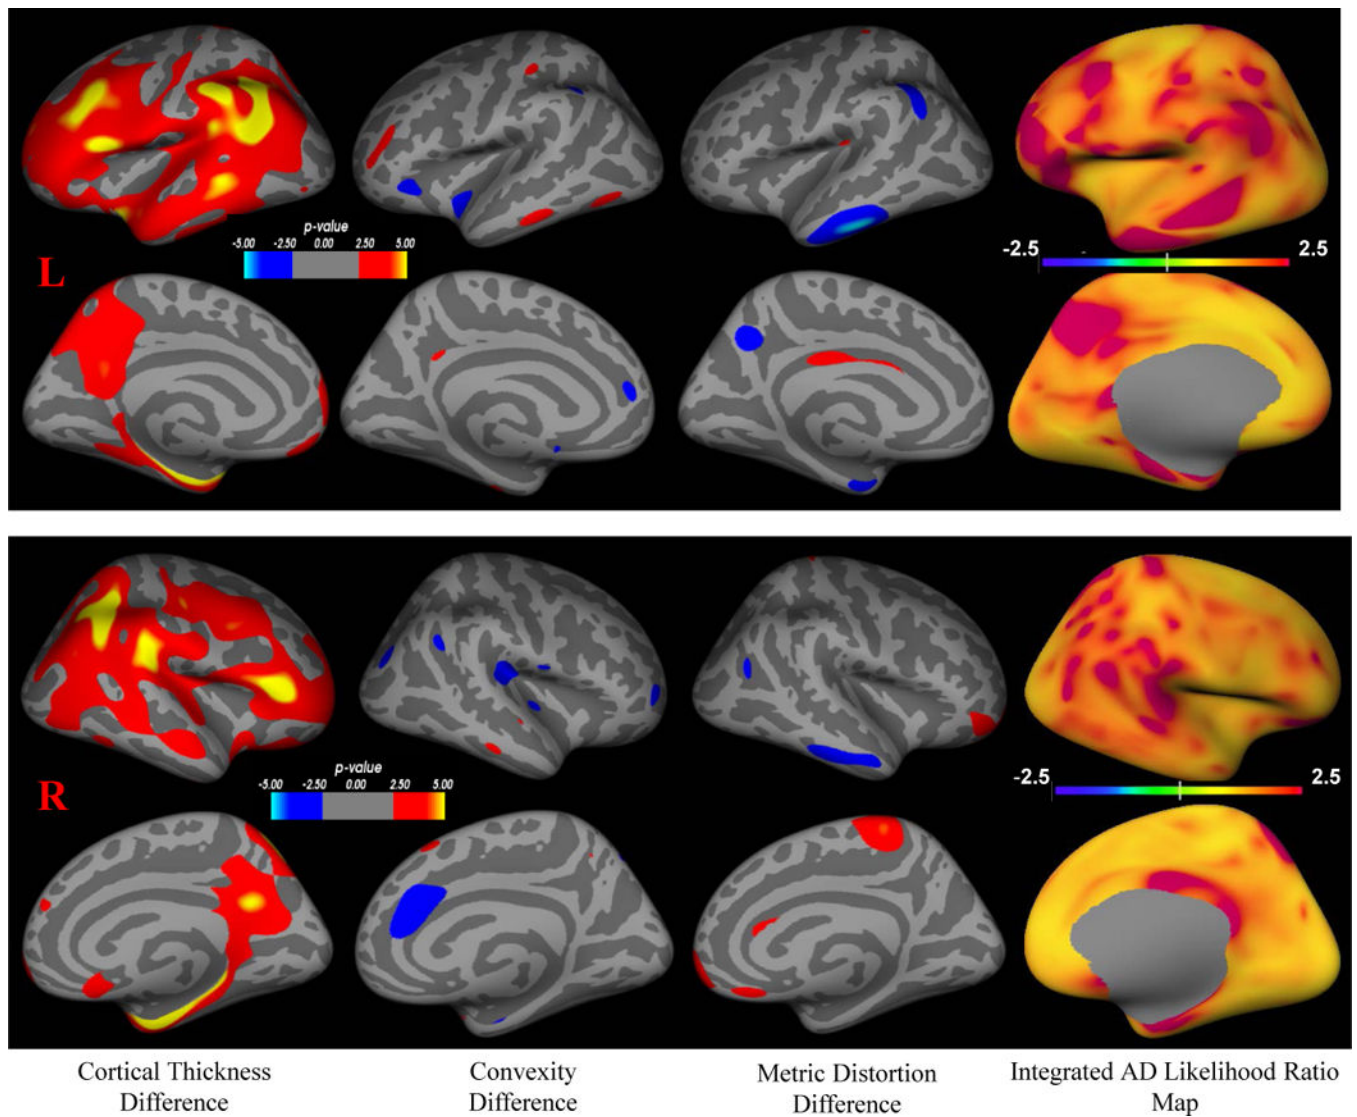 p-value
-5.00 -2.50 0.00 2.50 5.00
L
-2.5 2.5
p-value
-5.00 -2.50 0.00 2.50 5.00
R
-2.5 2.5
Cortical Thickness
Difference
Convexity
Difference
Metric Distortion
Difference
Integrated AD Likelihood Ratio
Map